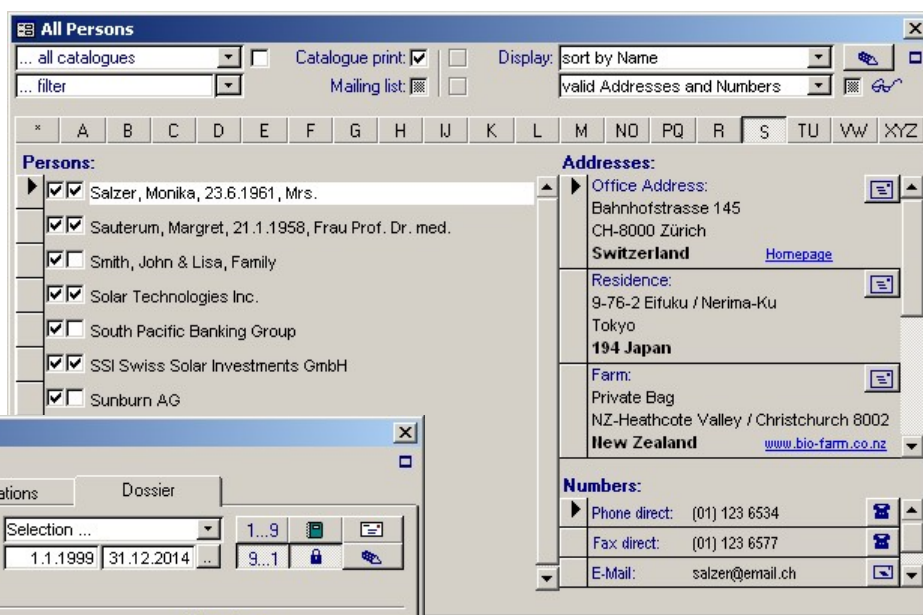 All Persons
... all catalogues Catalogue print: Display: sort by Name
... filter Mailing list: valid Addresses and Numbers
* A B C D E F G H IJ K L M NO PQ R S TU VW XYZ
Persons:
Salzer, Monika, 23.6.1961, Mrs.
Sauterum, Margret, 21.1.1958, Frau Prof. Dr. med.
Smith, John & Lisa, Family
Solar Technologies Inc.
South Pacific Banking Group
SSI Swiss Solar Investments GmbH
Sunburn AG
Addresses:
Office Address:
Bahnhofstrasse 145
CH-8000 Zürich
Switzerland Homepage
Residence:
9-76-2 Eifuku / Nerima-Ku
Tokyo
194 Japan
Farm:
Private Bag
NZ-Heathcote Valley / Christchurch 8002
New Zealand www.bio-farm.co.nz
Numbers:
Phone direct: (01) 123 6534
Fax direct: (01) 123 6577
E-Mail: salzer@email.ch
ations Dossier
Selection ... 1...9
1.1.1999 31.12.2014 .. 9...1